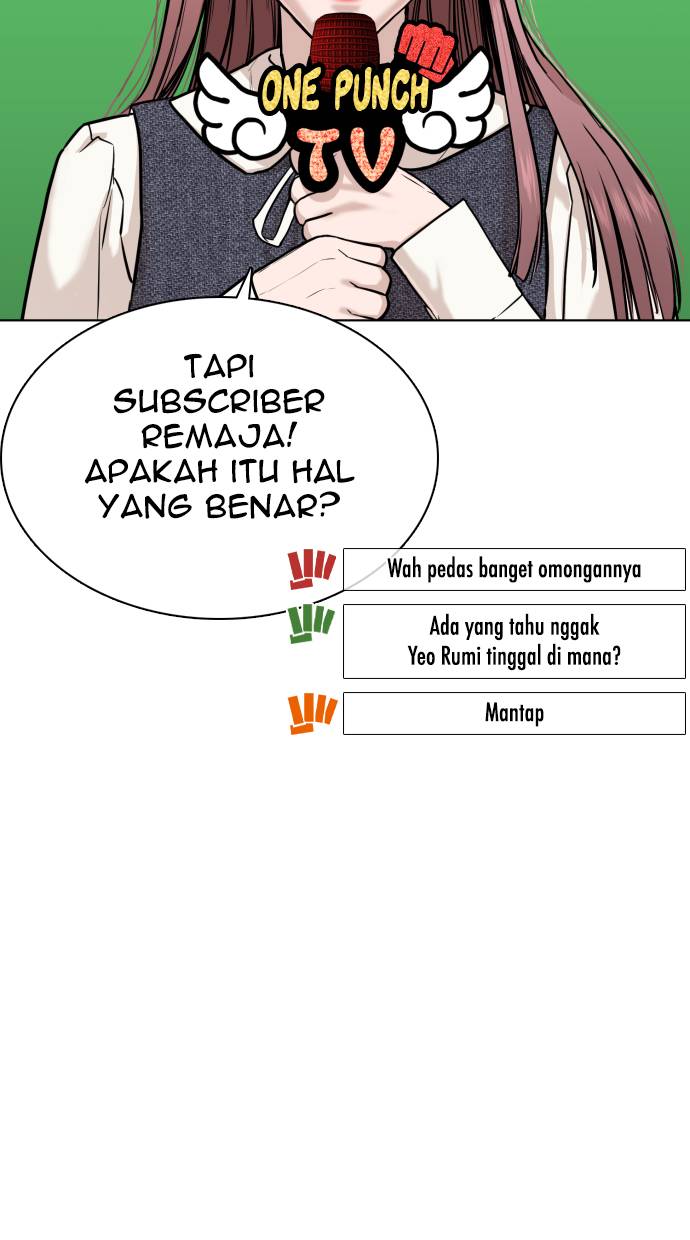 ONE PUNCH
TV
TAPI
SUBSCRIBER
REMAJA!
APAKAH ITU HAL
YANG BENAR?
Wah pedas banget omongannya
Ada yang tahu nggak
Yeo Rumi tinggal di mana?
Mantap